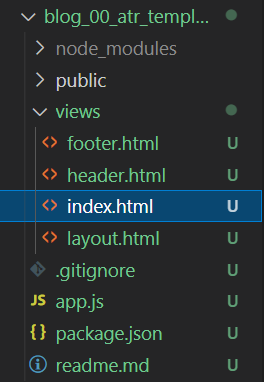 blog_00_atr_templ...
node_modules
public
views
footer.html U
header.html U
index.html U
layout.html U
.gitignore U
JS app.js U
{} package.json U
readme.md U